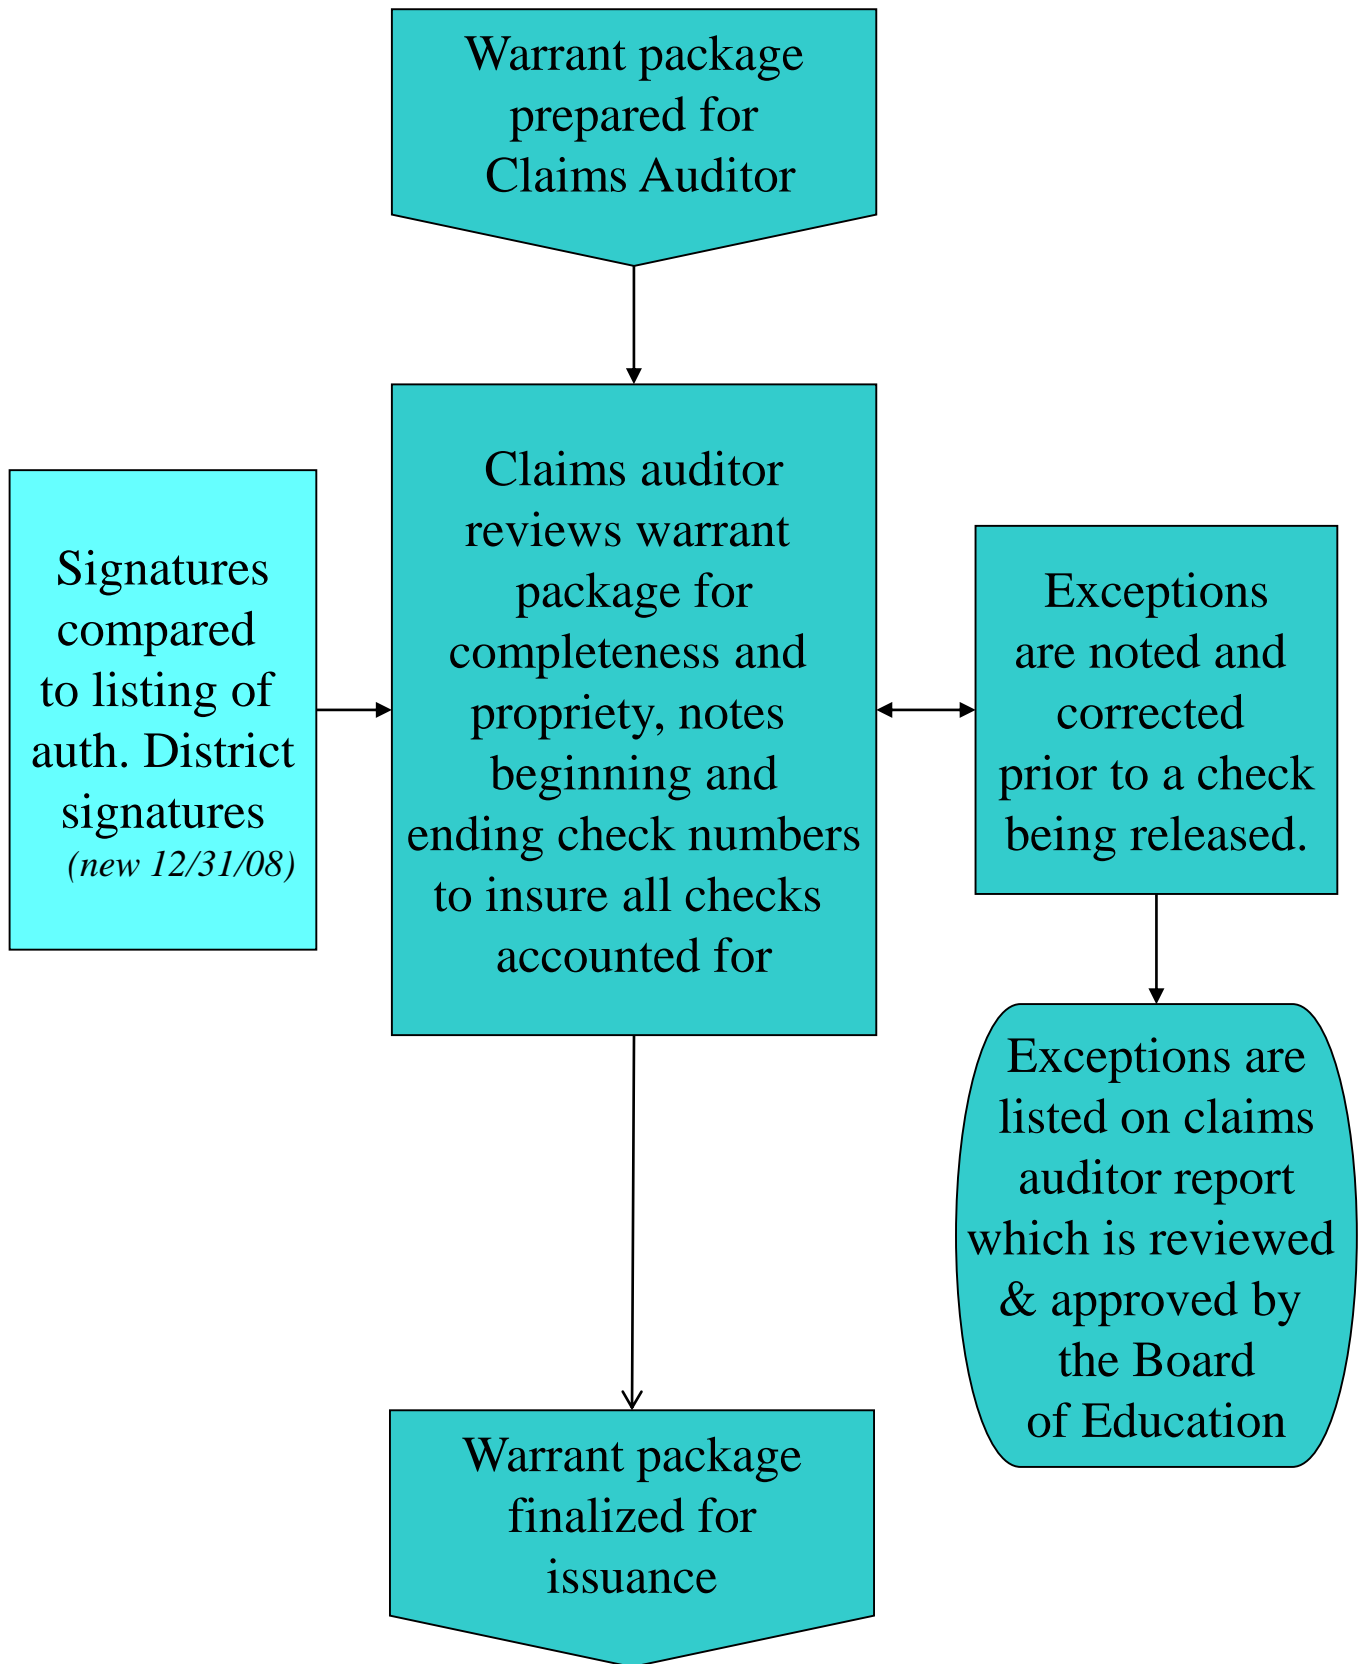 Warrant package
prepared for
Claims Auditor
Signatures
compared
to listing of
auth. District
signatures
(new 12/31/08)
Claims auditor
reviews warrant
package for
completeness and
propriety, notes
beginning and
ending check numbers
to insure all checks
accounted for
Exceptions
are noted and
corrected
prior to a check
being released.
Exceptions are
listed on claims
auditor report
which is reviewed
& approved by
the Board
of Education
Warrant package
finalized for
issuance